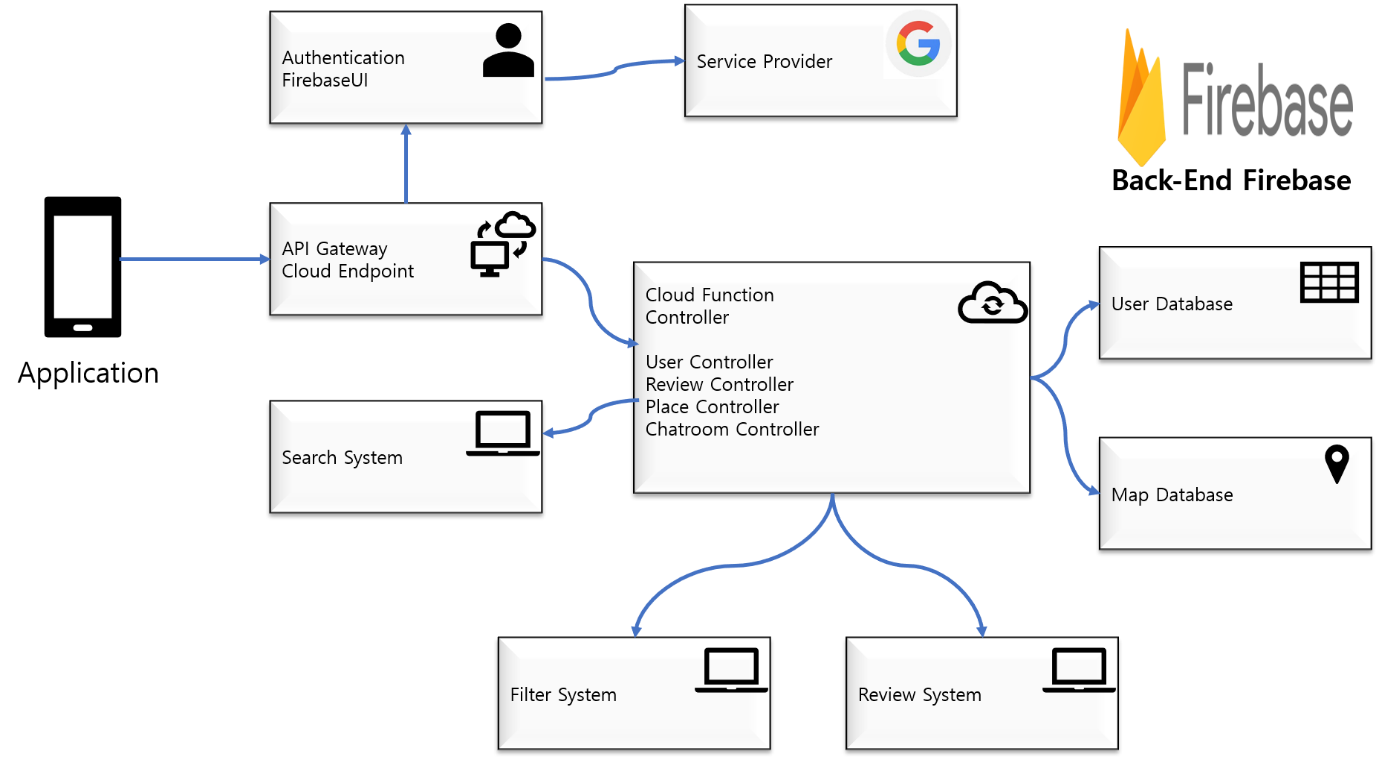 Authentication
FirebaseUI
Service Provider
Firebase
Back-End Firebase
API Gateway
Cloud Endpoint
Application
Cloud Function
Controller
User Controller
Review Controller
Place Controller
Chatroom Controller
User Database
Search System
Map Database
Filter System
Review System